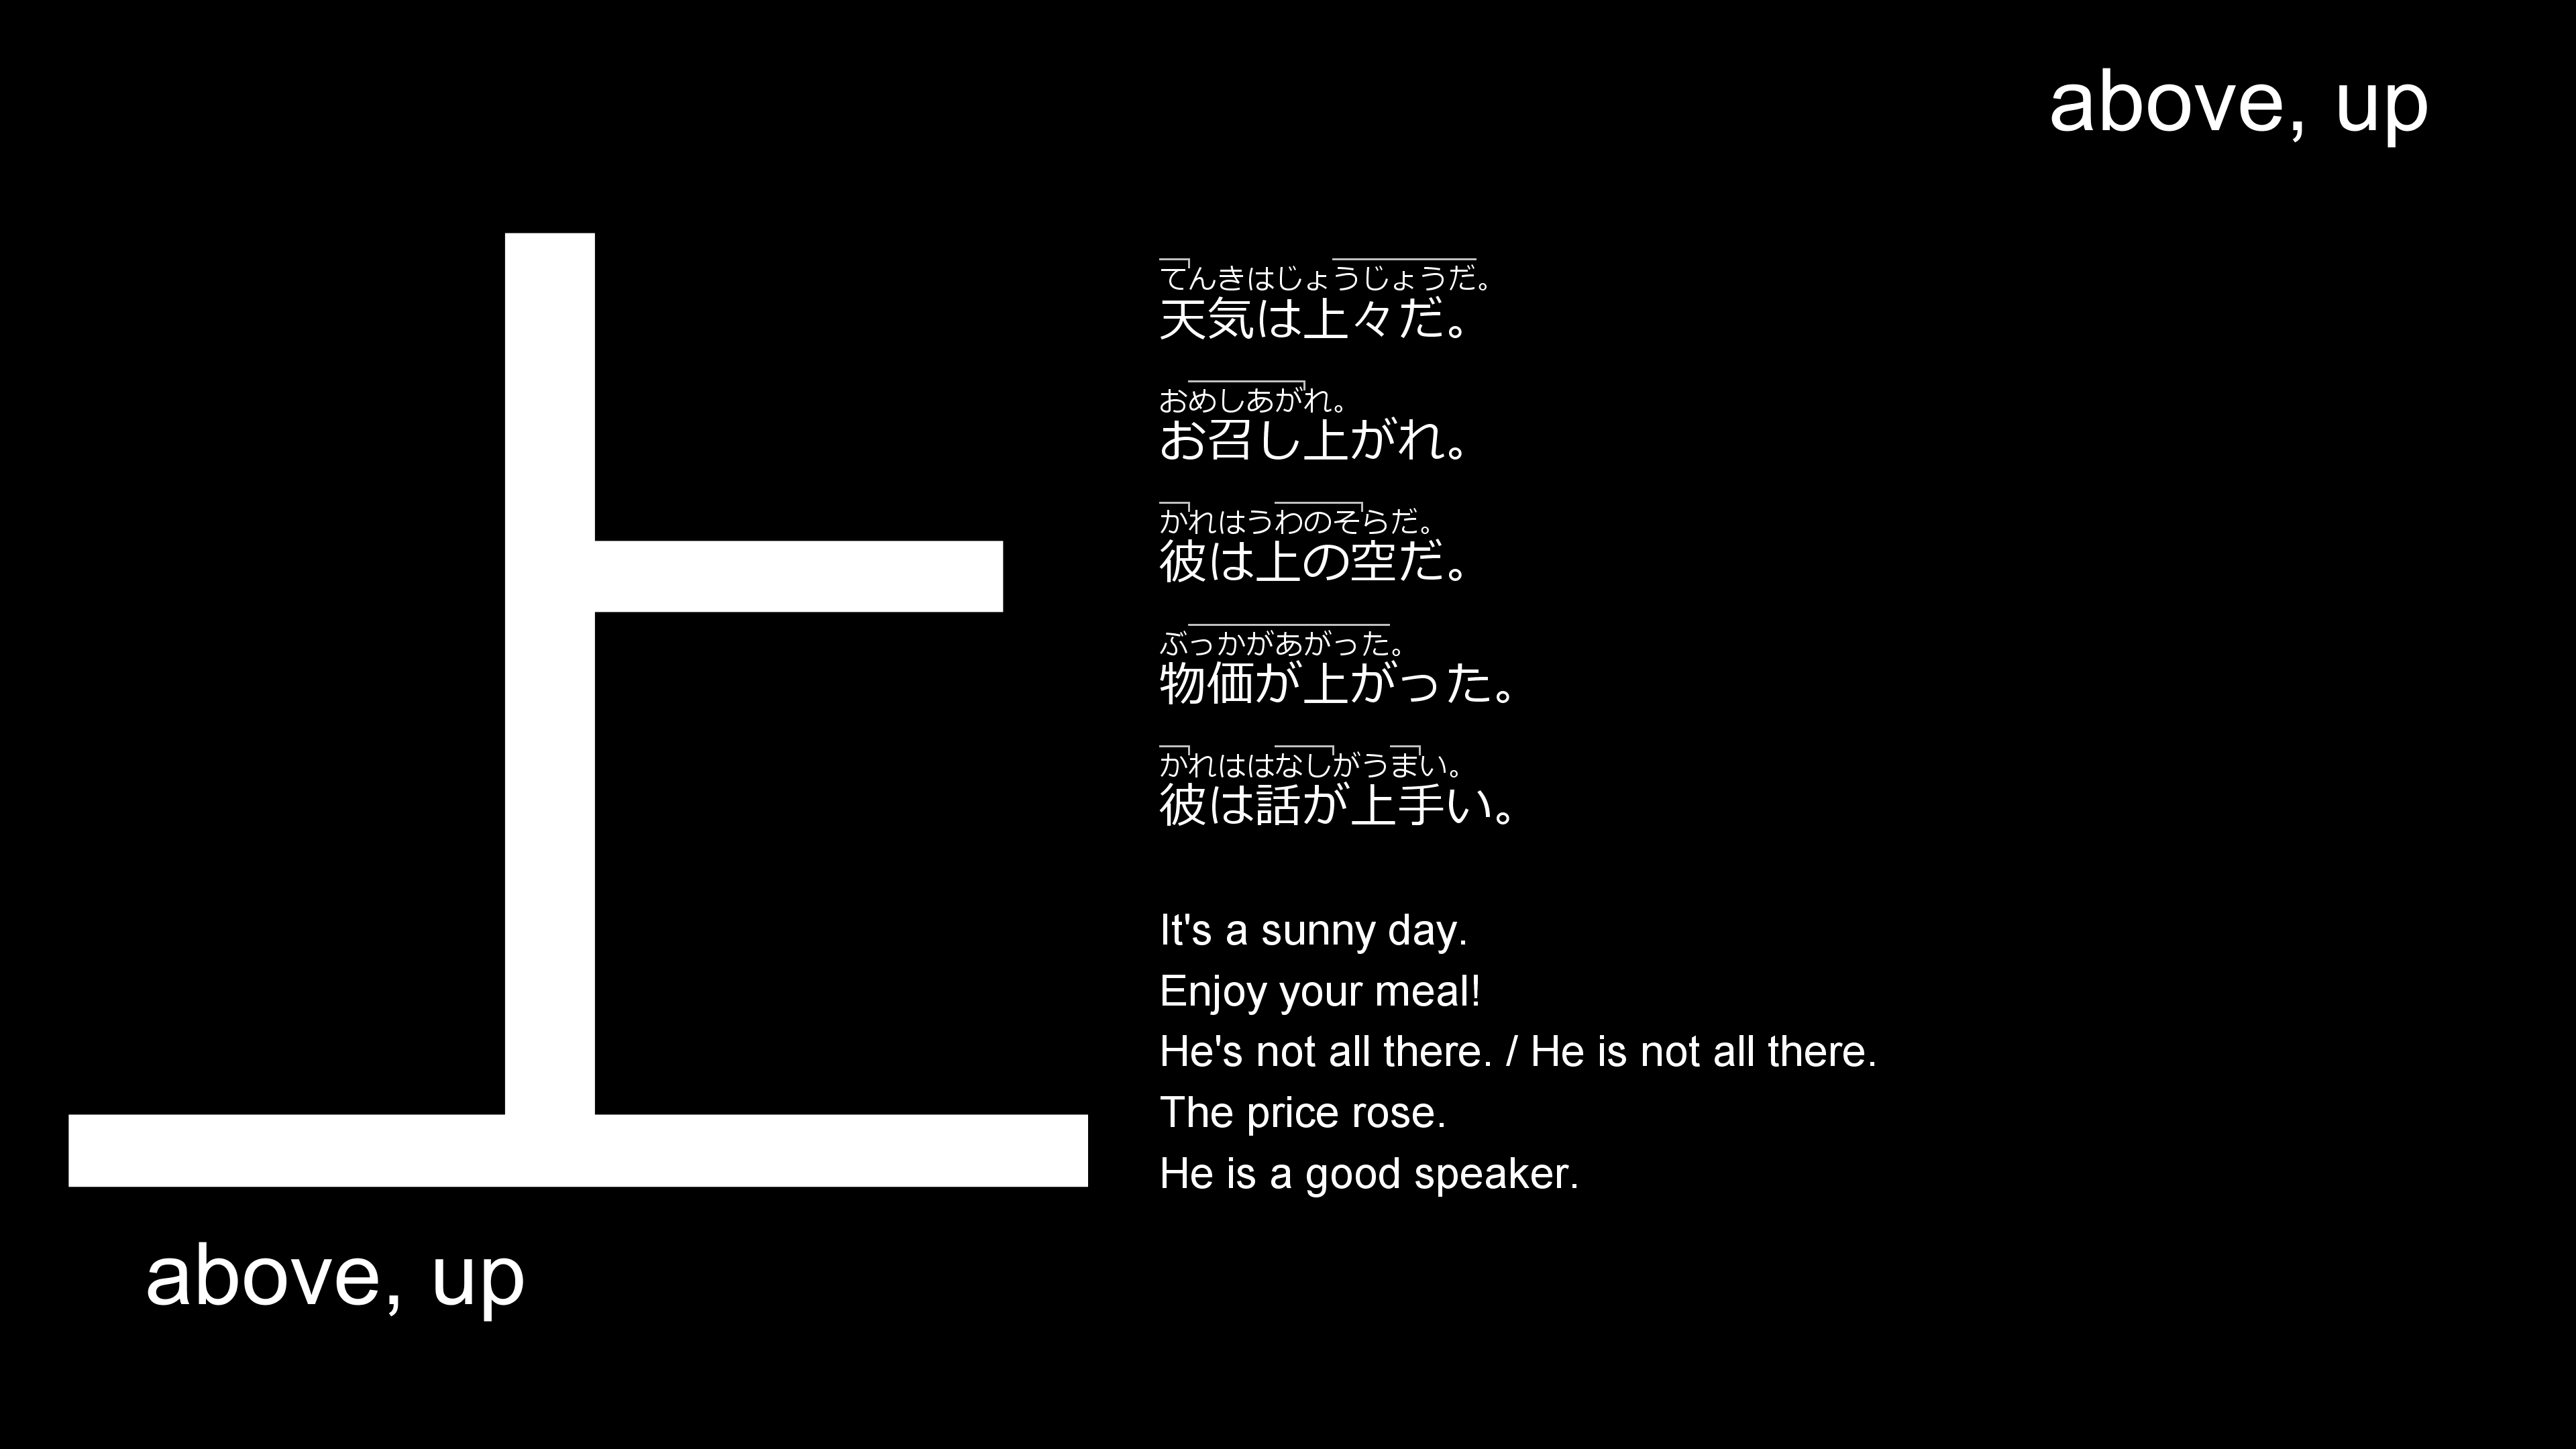 above, up
上
above, up
てんきはじょうじょうだ。
天気は上々だ。
おめしあがれ。
お召し上がれ。
かれはうわのそらだ。
彼は上の空だ。
ぶっかがあがった。
物価が上がった。
かれははなしがうまい。
彼は話が上手い。
It's a sunny day.
Enjoy your meal!
He's not all there. / He is not all there.
The price rose.
He is a good speaker.